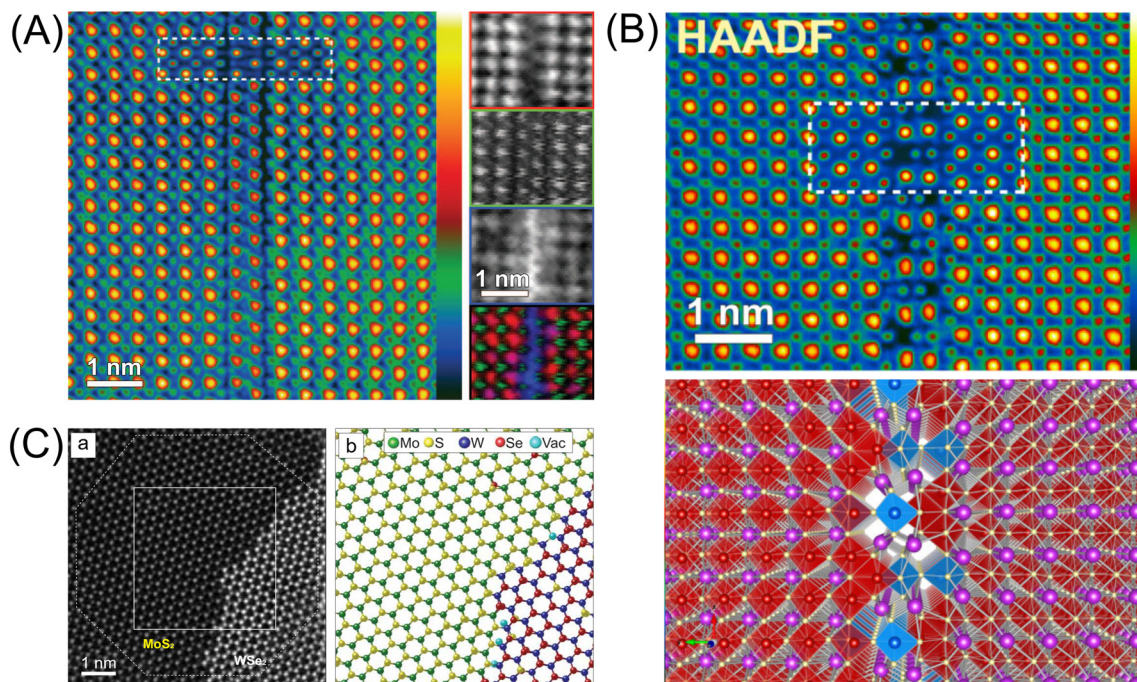 (A)
1 nm
1 nm
(B)
HAADF
1 nm
(C)
a
MoS₂
WSe₂
1 nm
b
Mo S W Se Vac